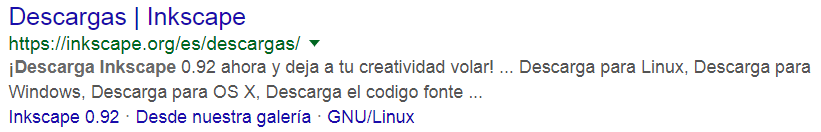 Descargas | Inkscape
https://inkscape.org/es/descargas/
¡Descarga Inkscape 0.92 ahora y deja a tu creatividad volar! ... Descarga para Linux, Descarga para
Windows, Descarga para OS X, Descarga el codigo fonte ...
Inkscape 0.92 · Desde nuestra galería · GNU/Linux